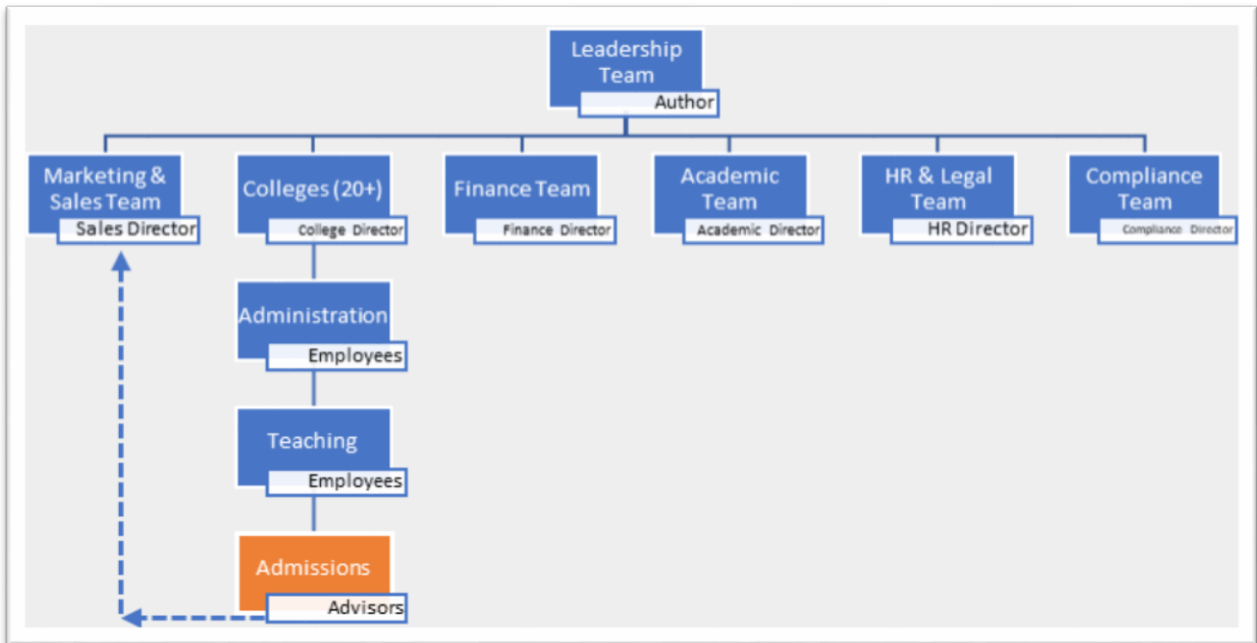 Leadership
Team
Author
Marketing &
Sales Team
Sales Director
Colleges (20+)
College Director
Finance Team
Finance Director
Academic
Team
Academic Director
HR & Legal
Team
HR Director
Compliance
Team
Compliance Director
Administration
Employees
Teaching
Employees
Admissions
Advisors